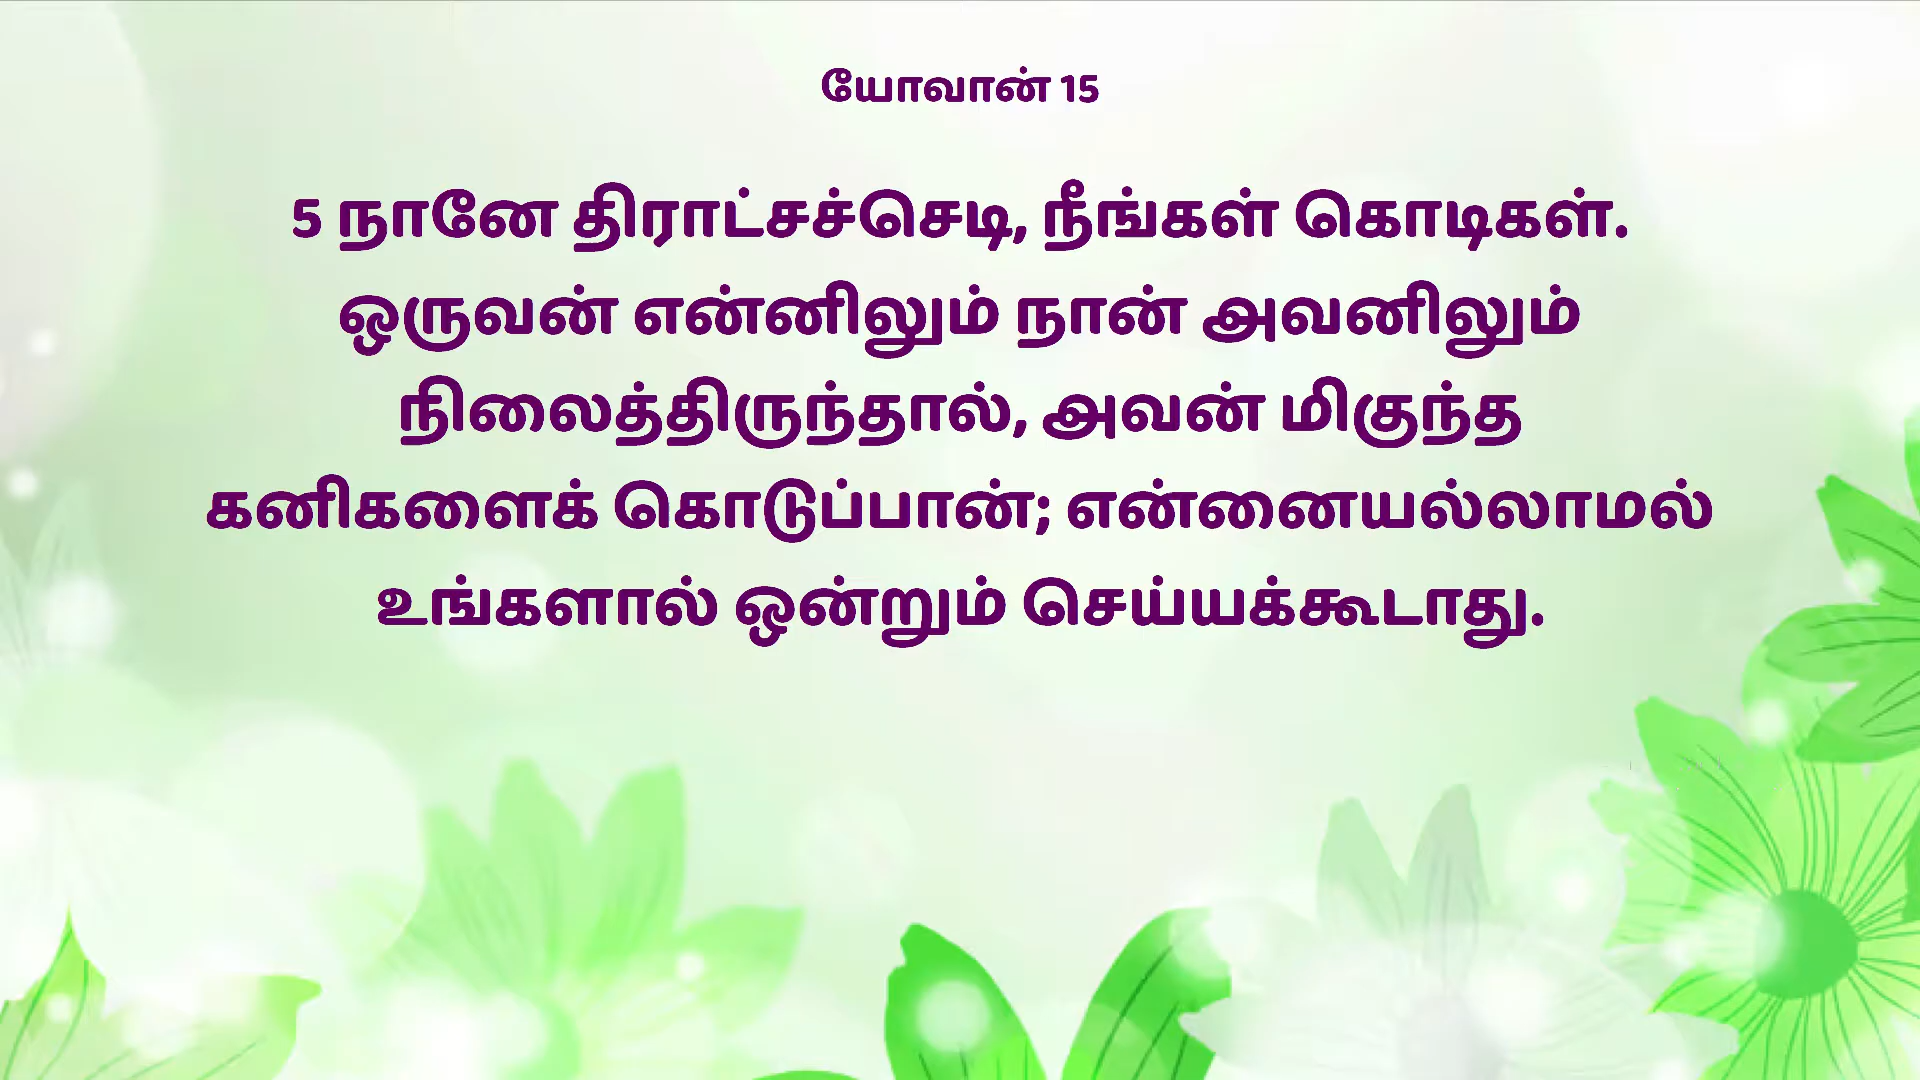 யோவான் 15
5 நானே திராட்சச்செடி, நீங்கள் கொடிகள்.
ஒருவன் என்னிலும் நான் அவனிலும்
நிலைத்திருந்தால், அவன் மிகுந்த
கனிகளைக் கொடுப்பான்; என்னையல்லாமல்
உங்களால் ஒன்றும் செய்யக்கூடாது.